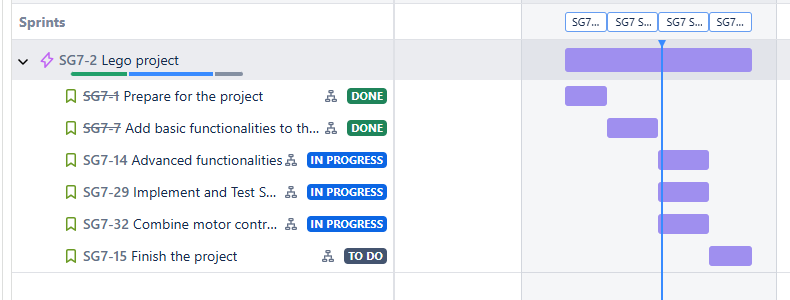 Sprints
SG7... SG7 S... SG7 S... SG7...
SG7-2 Lego project
SG7-1 Prepare for the project DONE
SG7-7 Add basic functionalities to th... DONE
SG7-14 Advanced functionalities IN PROGRESS
SG7-29 Implement and Test S... IN PROGRESS
SG7-32 Combine motor contr... IN PROGRESS
SG7-15 Finish the project TO DO